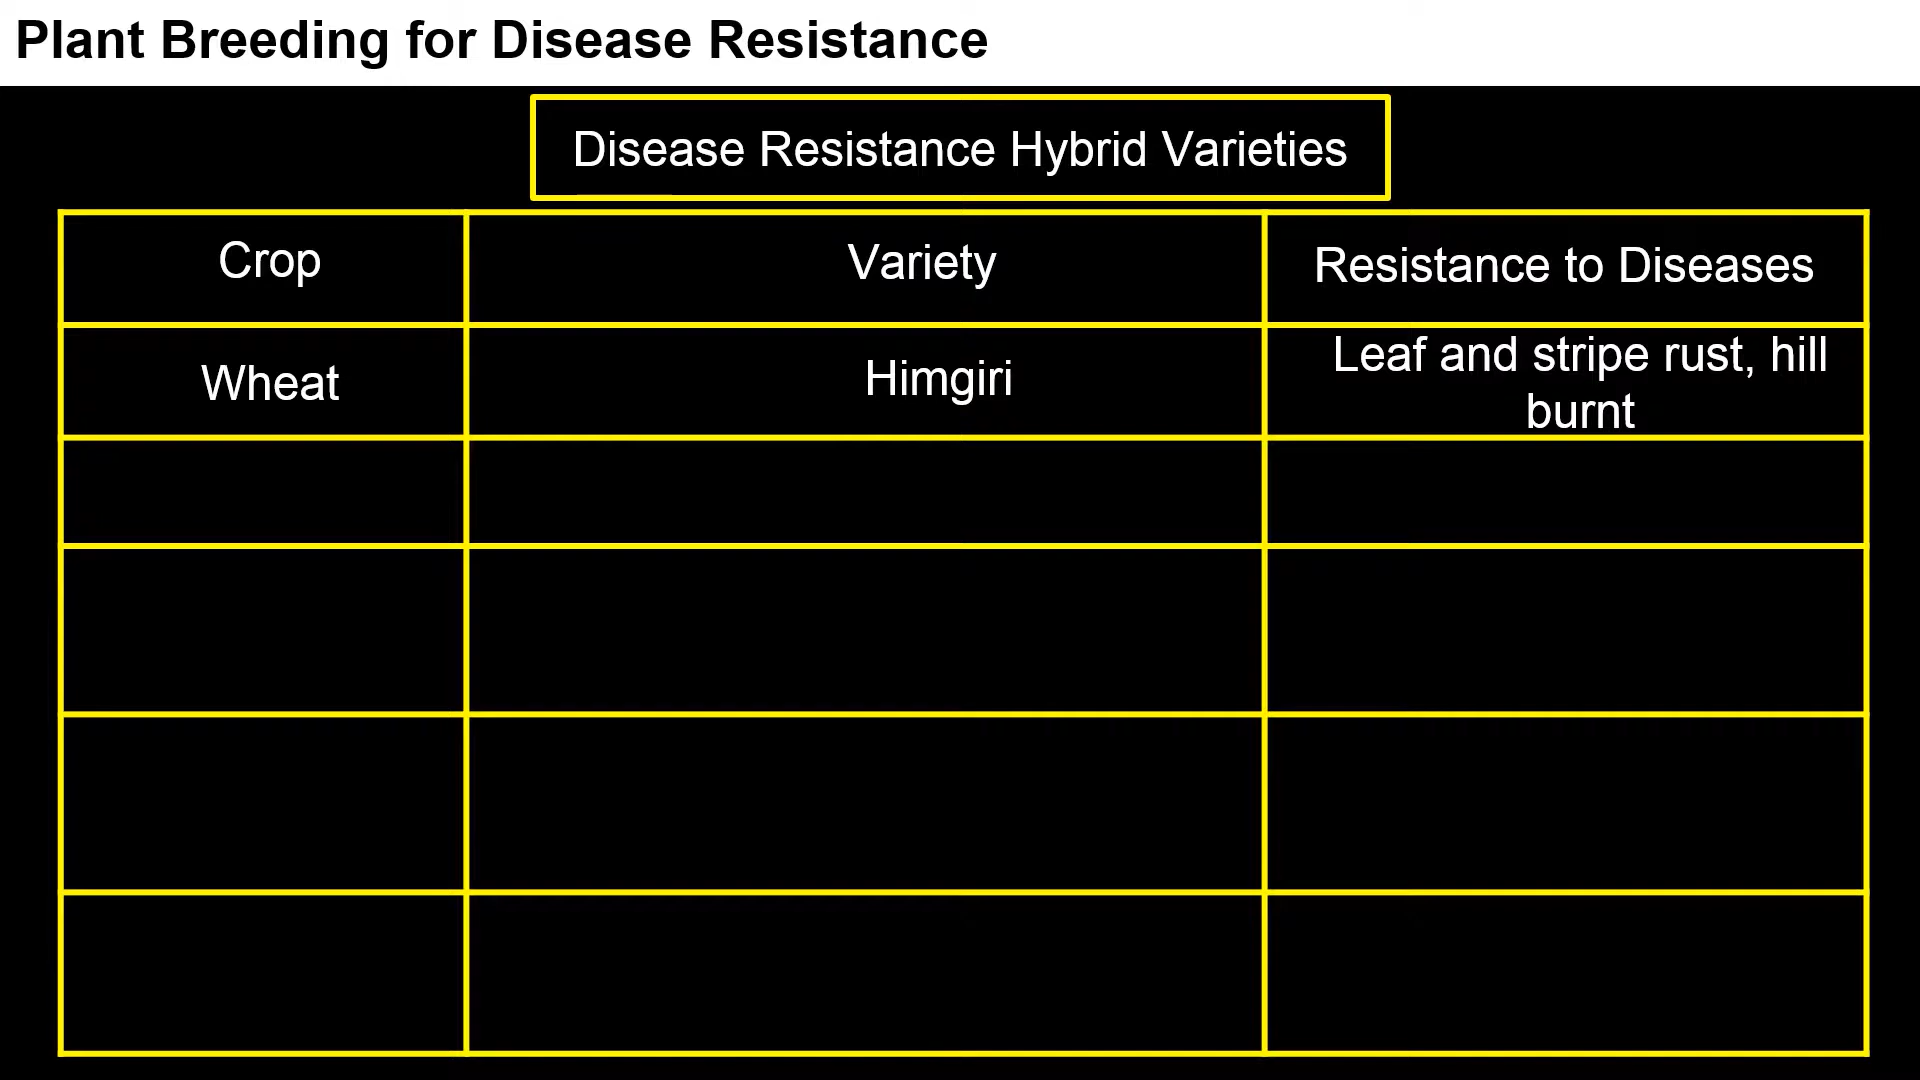 Plant Breeding for Disease Resistance
Disease Resistance Hybrid Varieties
Crop
Variety
Resistance to Diseases
Wheat
Himgiri
Leaf and stripe rust, hill
burnt